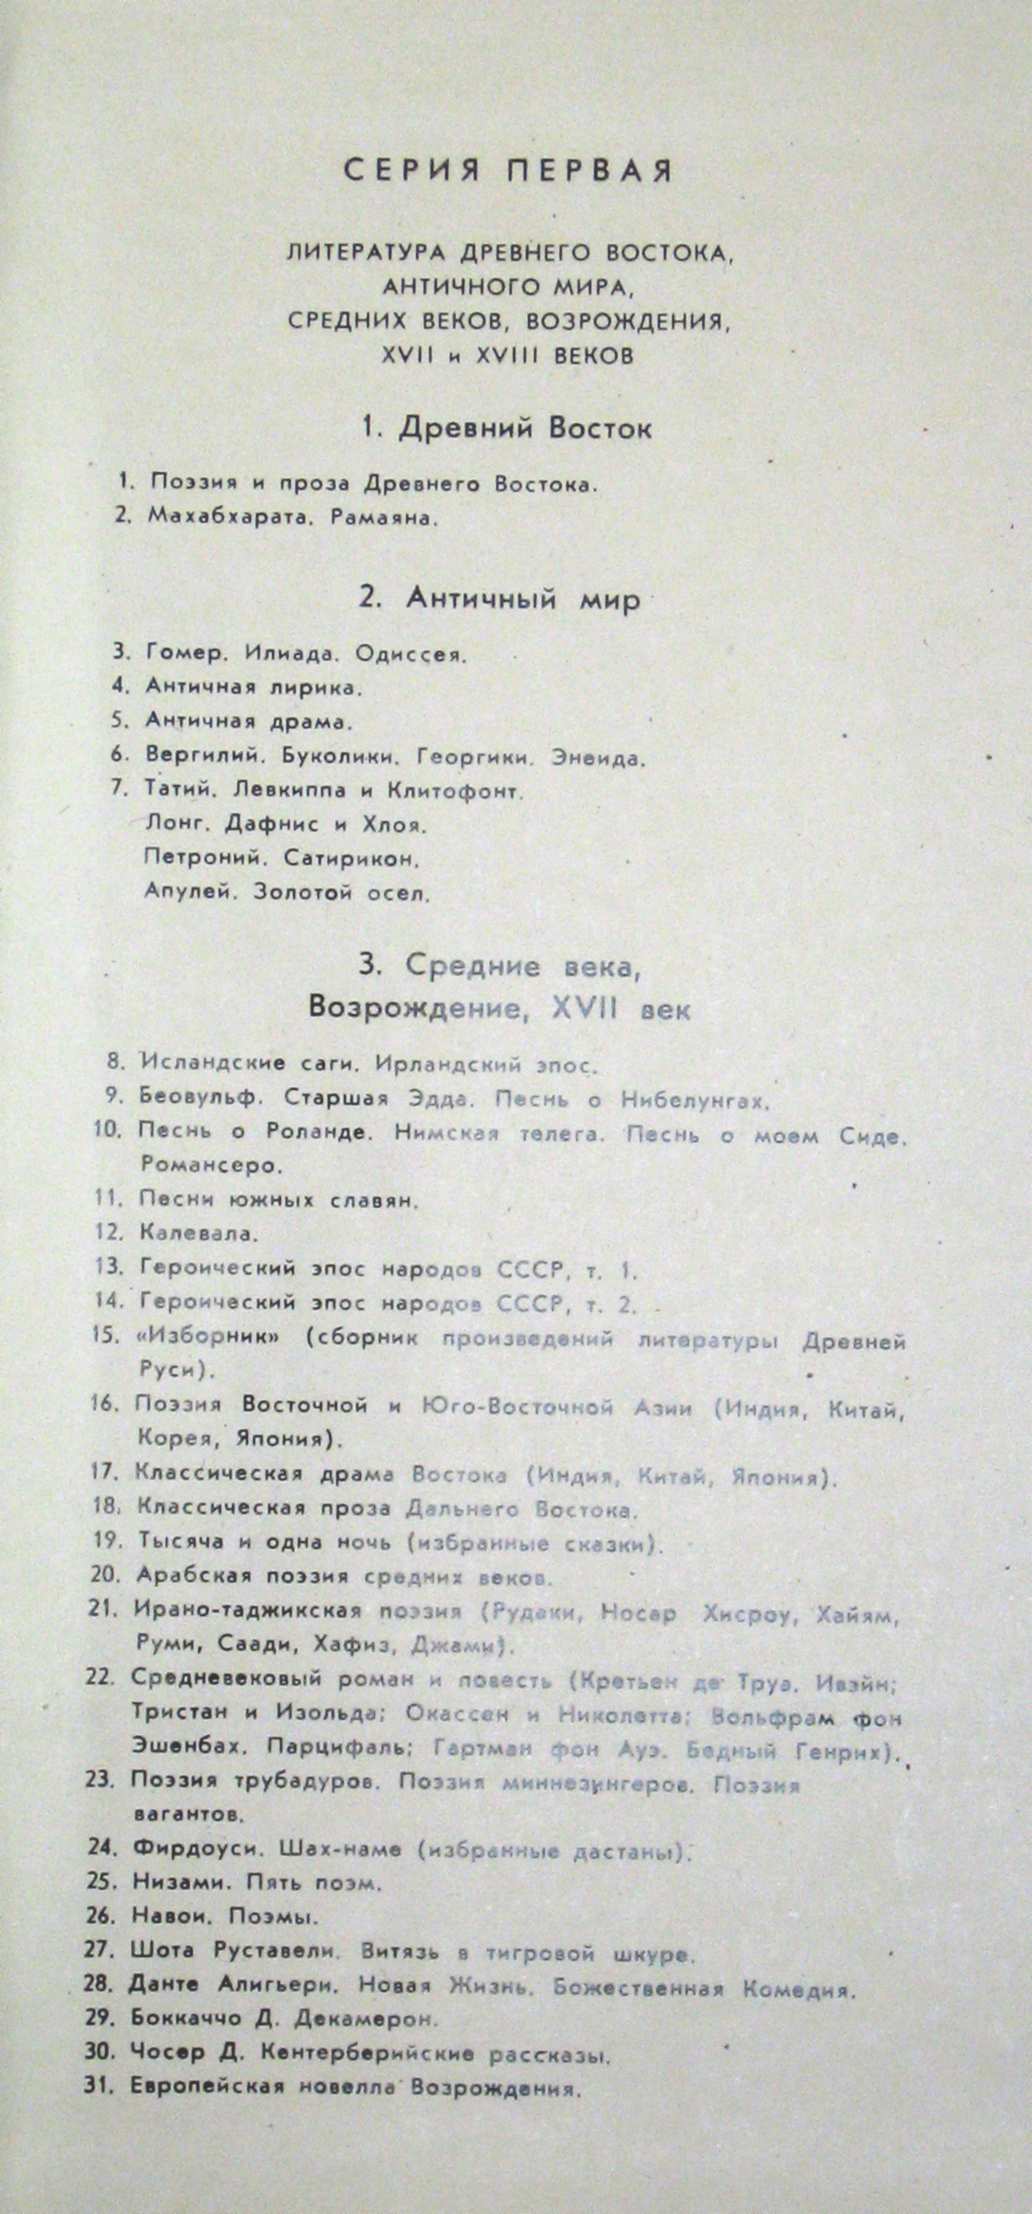 СЕРИЯ ПЕРВАЯ
ЛИТЕРАТУРА ДРЕВНЕГО ВОСТОКА,
АНТИЧНОГО МИРА,
СРЕДНИХ ВЕКОВ, ВОЗРОЖДЕНИЯ,
XVII и XVIII ВЕКОВ
1. Древний Восток
1. Поэзия и проза Древнего Востока.
2. Махабхарата. Рамаяна.
2. Античный мир
3. Гомер. Илиада. Одиссея.
4. Античная лирика.
5. Античная драма.
6. Вергилий. Буколики. Георгики. Энеида.
7. Татий. Левкиппа и Клитофонт.
Лонг. Дафнис и Хлоя.
Петроний. Сатирикон.
Апулей. Золотой осел.
3. Средние века,
Возрождение, XVII век
8. Исландские саги. Ирландский эпос.
9. Беовульф. Старшая Эдда. Песнь о Нибелунгах.
10. Песнь о Роланде. Нимская телега. Песнь о моем Сиде.
Романсеро.
11. Песни южных славян.
12. Калевала.
13. Героический эпос народов СССР, т. 1.
14. Героический эпос народов СССР, т. 2.
15. «Изборник» (сборник произведений литературы Древней
Руси).
16. Поэзия Восточной и Юго-Восточной Азии (Индия, Китай,
Корея, Япония).
17. Классическая драма Востока (Индия, Китай, Япония).
18. Классическая проза Дальнего Востока.
19. Тысяча и одна ночь (избранные сказки).
20. Арабская поэзия средних веков.
21. Ирано-таджикская поэзия (Рудаки, Носир Хисроу, Хайям,
Руми, Саади, Хафиз, Джами).
22. Средневековый роман и повесть (Кретьен де Труа. Ивэйн;
Тристан и Изольда; Окассен и Николетта; Вольфрам фон
Эшенбах. Парцифаль; Гартман фон Ауэ. Бедный Генрих).
23. Поэзия трубадуров. Поэзия миннезингеров. Поэзия
вагантов.
24. Фирдоуси. Шах-наме (избранные дастаны).
25. Низами. Пять поэм.
26. Навои. Поэмы.
27. Шота Руставели. Витязь в тигровой шкуре.
28. Данте Алигьери. Новая Жизнь. Божественная Комедия.
29. Боккаччо Д. Декамерон.
30. Чосер Д. Кентерберийские рассказы.
31. Европейская новелла Возрождения.